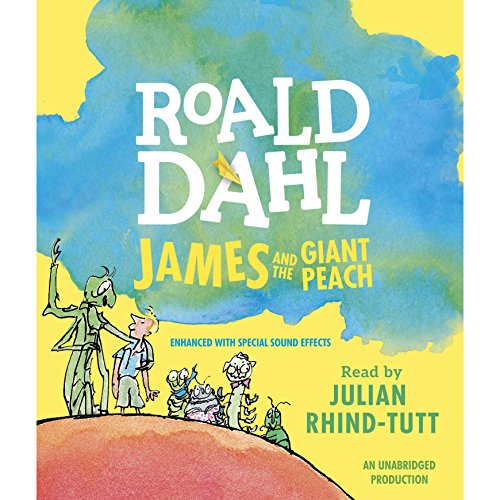 ROALD
DAHL
JAMES AND THE GIANT PEACH
ENHANCED WITH SPECIAL SOUND EFFECTS
Read by
JULIAN
RHIND-TUTT
AN UNABRIDGED
PRODUCTION